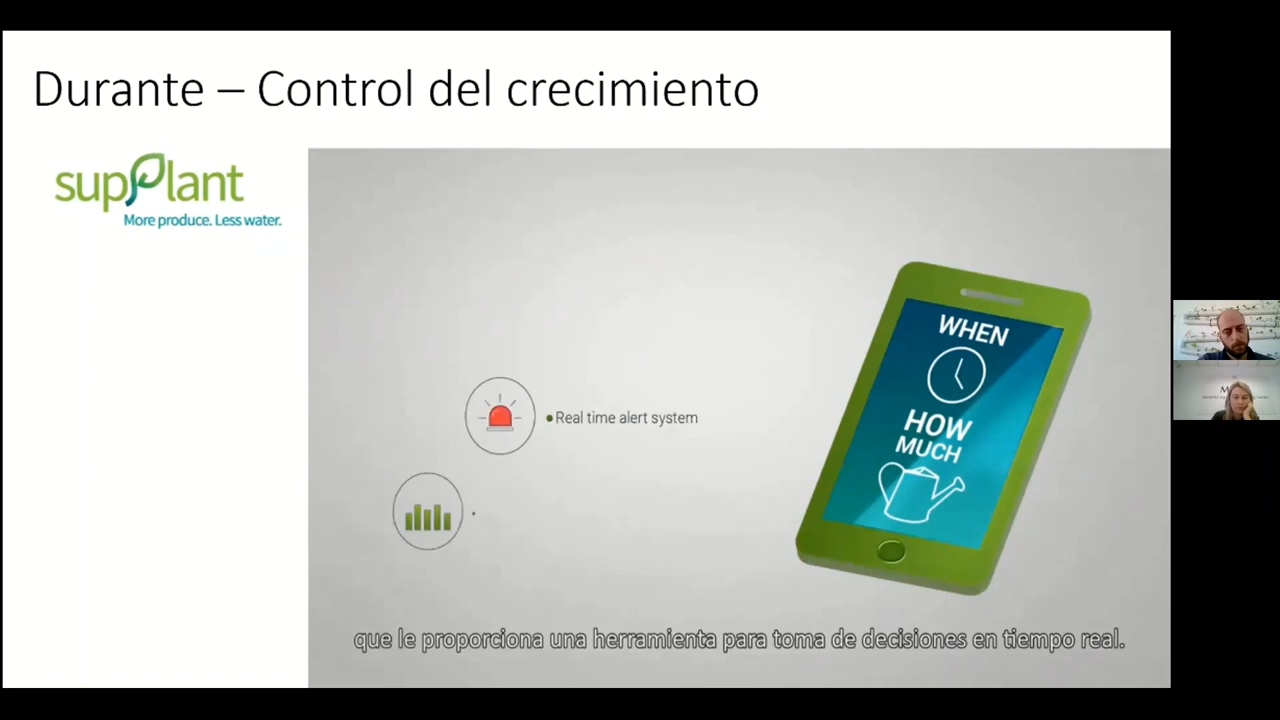 Durante – Control del crecimiento
supplant
More produce. Less water.
WHEN
HOW
MUCH
Real time alert system
que le proporciona una herramienta para toma de decisiones en tiempo real.